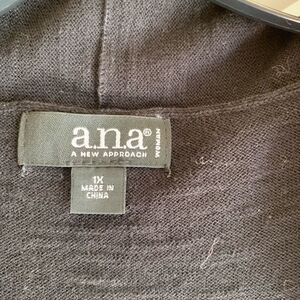 a.n.a®
A NEW APPROACH
WOMAN
1X
MADE IN
CHINA